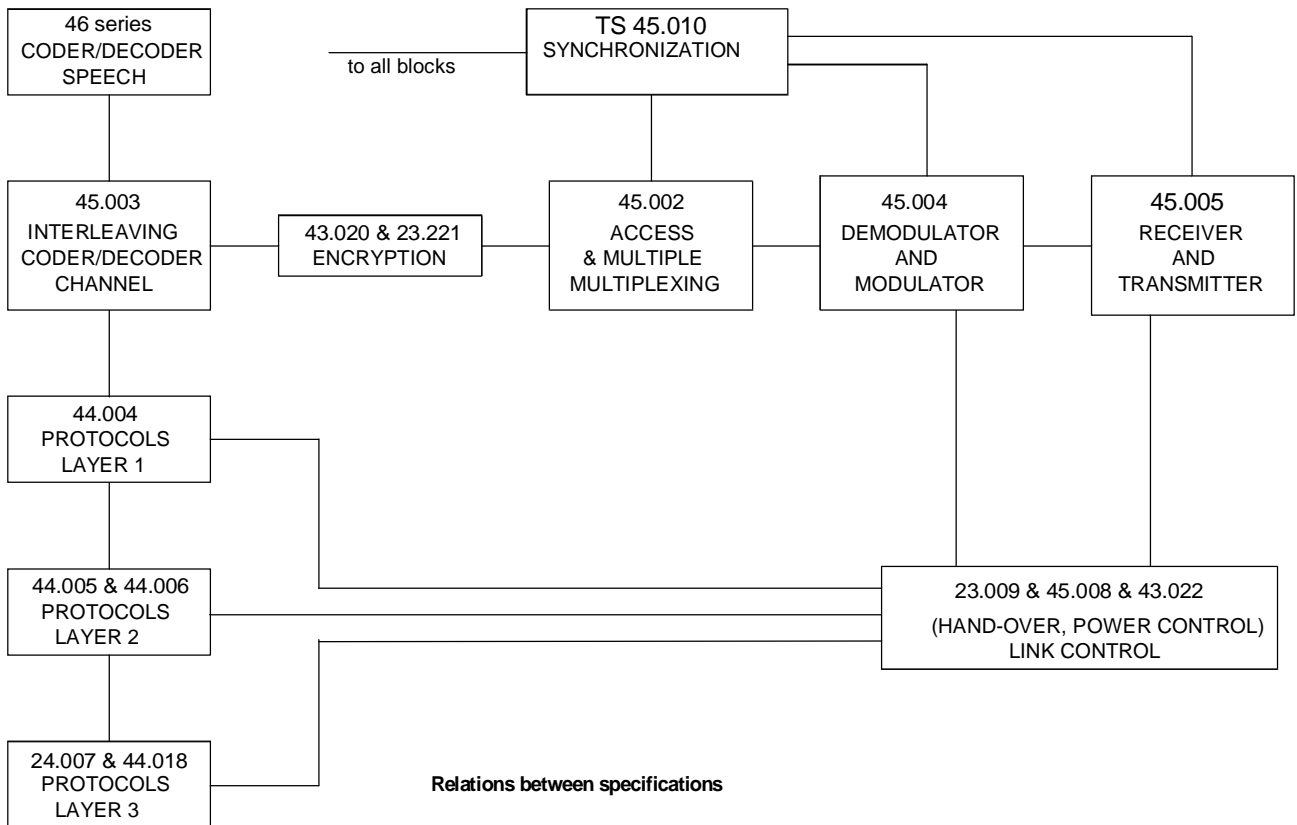 46 series
CODER/DECODER
SPEECH
TS 45.010
SYNCHRONIZATION
to all blocks
45.003
INTERLEAVING
CODER/DECODER
CHANNEL
43.020 & 23.221
ENCRYPTION
45.002
ACCESS
& MULTIPLE
MULTIPLEXING
45.004
DEMODULATOR
AND
MODULATOR
45.005
RECEIVER
AND
TRANSMITTER
44.004
PROTOCOLS
LAYER 1
44.005 & 44.006
PROTOCOLS
LAYER 2
23.009 & 45.008 & 43.022
(HAND-OVER, POWER CONTROL)
LINK CONTROL
24.007 & 44.018
PROTOCOLS
LAYER 3
Relations between specifications